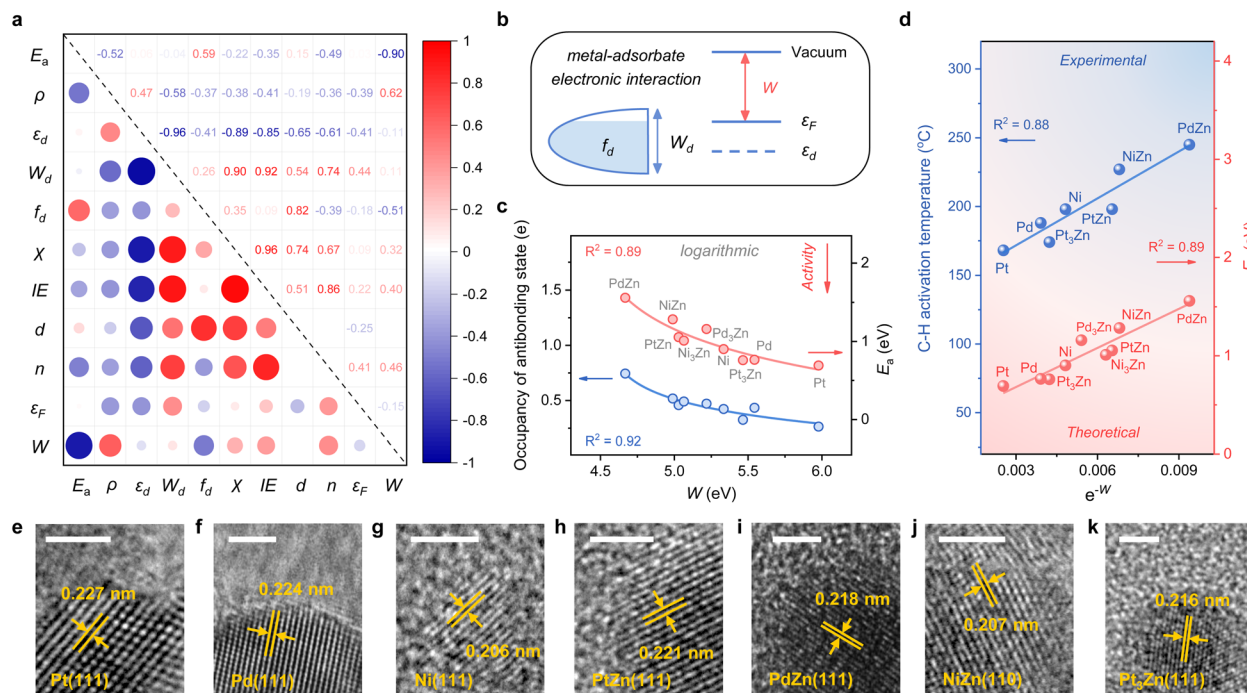 a
E_a -0.52 0.59 0.15 -0.22 -0.35 -0.49 -0.90
ρ 0.47 -0.58 -0.37 -0.38 -0.41 -0.19 -0.36 -0.24 0.62
ε_d -0.96 -0.41 -0.89 -0.85 -0.65 -0.61 -0.41 -0.11
W_d 0.26 0.90 0.92 0.54 0.74 0.44
f_d 0.35 0.09 0.82 -0.39 -0.18 -0.51
χ 0.96 0.74 0.67 0.09 0.32
IE 0.51 0.86 0.22 0.40
d -0.25
n 0.41 0.46
ε_F -0.15
W
E_a ρ ε_d W_d f_d χ IE d n ε_F W
1
0.8
0.6
0.4
0.2
0
-0.2
-0.4
-0.6
-0.8
-1
b
metal-adsorbate
electronic interaction
Vacuum
W
ε_F
ε_d
f_d
W_d
c
Occupancy of antibonding state (e)
1.5
1.0
0.5
R² = 0.89
logarithmic
Activity
PdZn
NiZn
PtZn
Ni₃Zn
Pd₃Zn
Ni
Pt₃Zn
Pd
Pt
R² = 0.92
2
1
0
E_a (eV)
4.5 5.0 5.5 6.0
W (eV)
d
C-H activation temperature (°C)
300
250
200
150
100
50
Experimental
R² = 0.88
PdZn
NiZn
Ni
PtZn
Pd
Pt₃Zn
Pt
R² = 0.89
NiZn
PdZn
Pd₃Zn
PtZn
Ni
Ni₃Zn
Pd
Pt₃Zn
Pt
Theoretical
4
3
2
1
0
0.003 0.006 0.009
e^-W
e
0.227 nm
Pt(111)
f
0.224 nm
Pd(111)
g
0.206 nm
Ni(111)
h
0.221 nm
PtZn(111)
i
0.218 nm
PdZn(111)
j
0.207 nm
NiZn(110)
k
0.216 nm
Pt₃Zn(111)